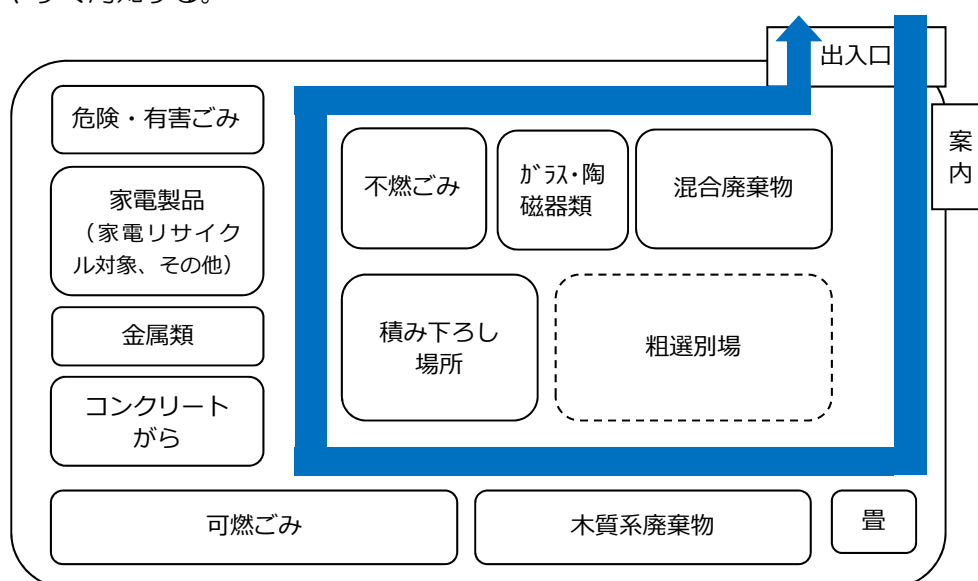 出入口
案
内
危険・有害ごみ
家電製品
（家電リサイク
ル対象、その他）
金属類
コンクリート
がら
不燃ごみ
ｶﾞﾗｽ・陶
磁器類
混合廃棄物
積み下ろし
場所
粗選別場
可燃ごみ
木質系廃棄物
畳